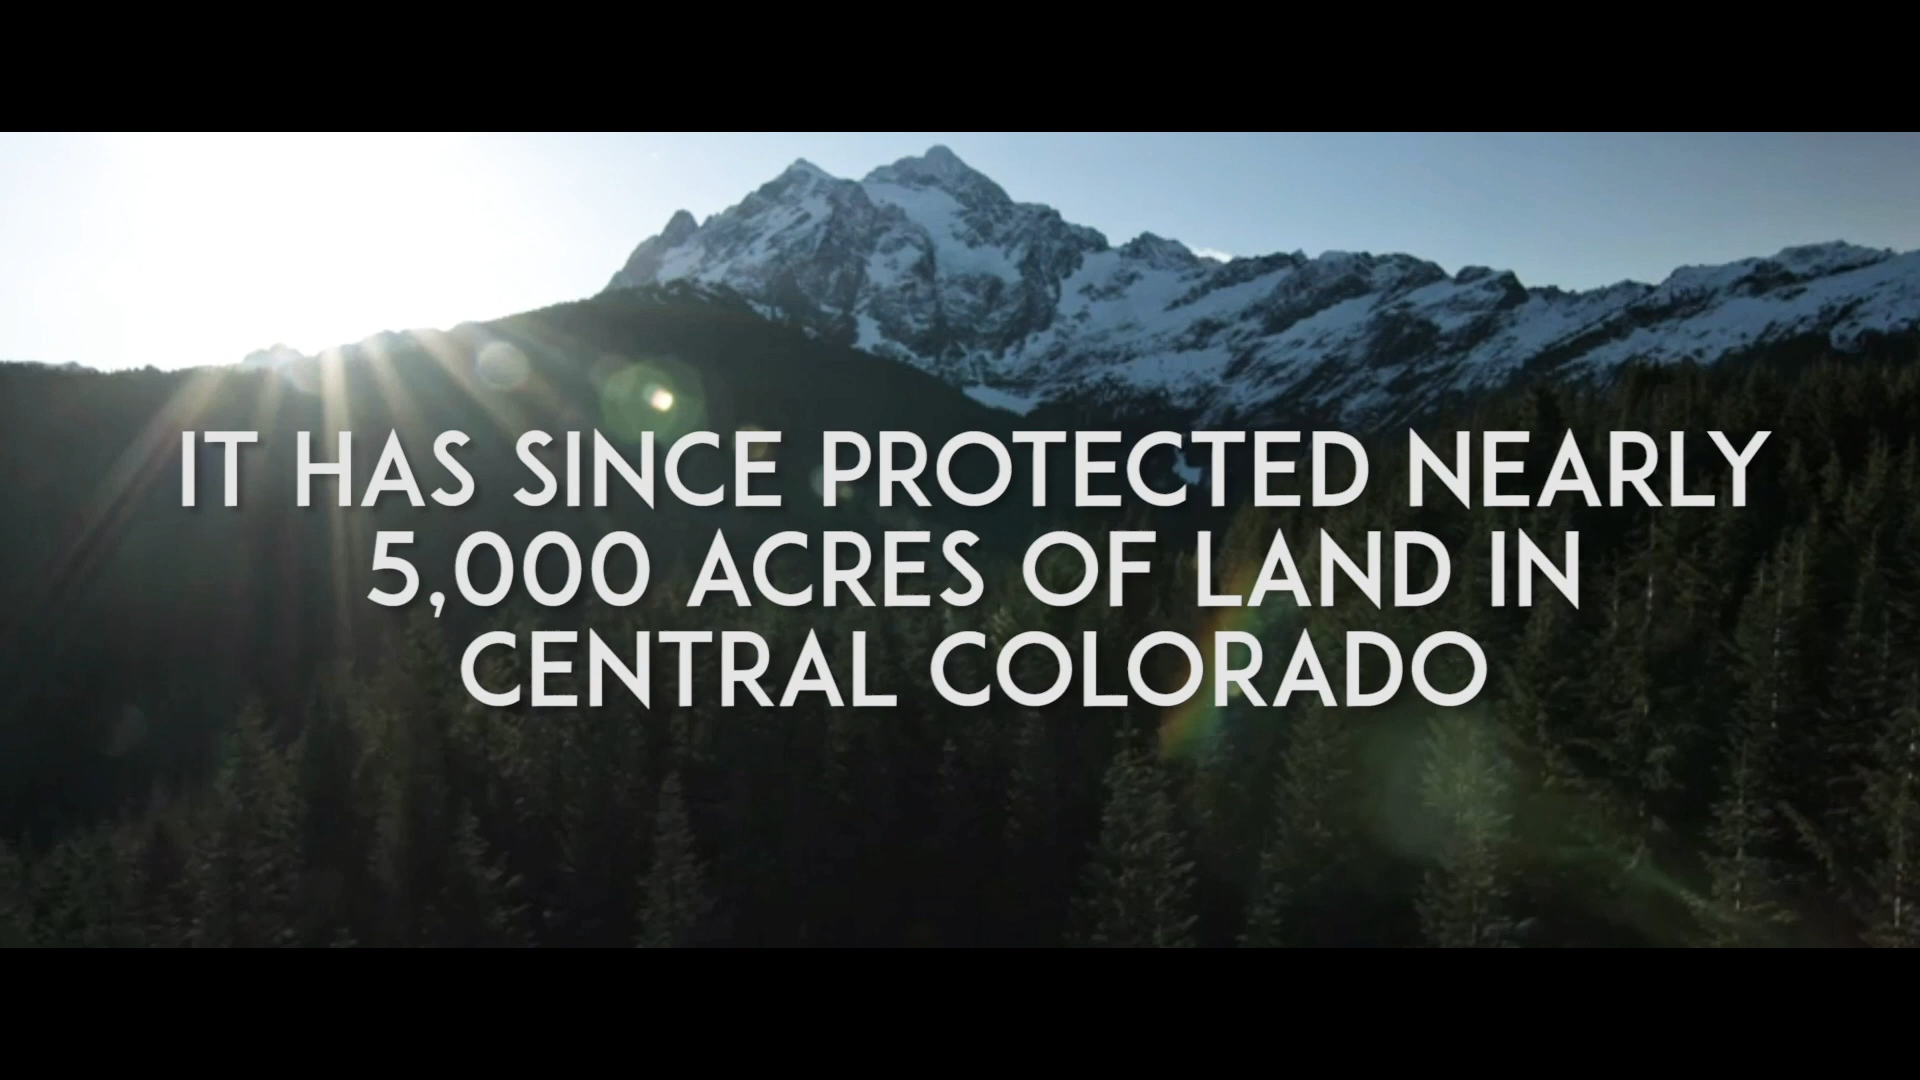 IT HAS SINCE PROTECTED NEARLY
5,000 ACRES OF LAND IN
CENTRAL COLORADO